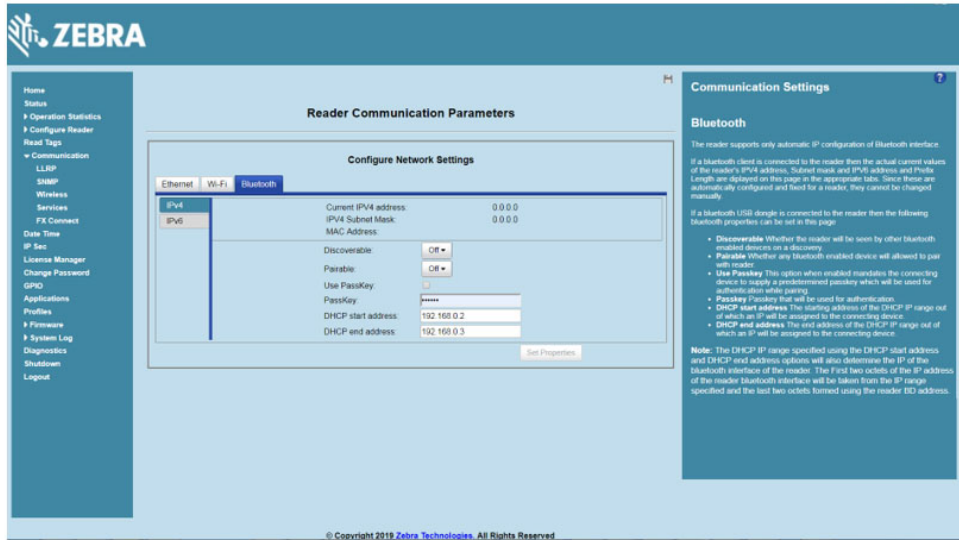 ZEBRA
Home
Status
Operation Statistics
Configure Reader
Read Tags
Communication
LLRP
SNMP
Wireless
Services
FX Connect
Date Time
IP Sec
License Manager
Change Password
GPIO
Applications
Profiles
Firmware
System Log
Diagnostics
Shutdown
Logout
Reader Communication Parameters
Configure Network Settings
Ethernet Wi-Fi Bluetooth
IPv4
IPv6
Current IPV4 address: 0.0.0.0
IPV4 Subnet Mask: 0.0.0.0
MAC Address:
Discoverable: Off
Pairable: Off
Use PassKey:
PassKey: ••••••
DHCP start address: 192.168.0.2
DHCP end address: 192.168.0.3
Set Properties
© Copyright 2019 Zebra Technologies. All Rights Reserved
?
Communication Settings
Bluetooth
The reader supports only automatic IP configuration of Bluetooth interface.
If a bluetooth client is connected to the reader then the actual current values
of the reader's IPV4 address, Subnet mask and IPV6 address and Prefix
Length are diplayed on this page in the appropriate tabs. Since these are
automatically configured and fixed for a reader, they cannot be changed
manually.
If a bluetooth USB dongle is connected to the reader then the following
bluetooth properties can be set in this page
• Discoverable Whether the reader will be seen by other bluetooth
enabled devices on a discovery.
• Pairable Whether any bluetooth enabled device will allowed to pair
with reader.
• Use Passkey This option when enabled mandates the connecting
device to supply a predetermined passkey which will be used for
authentication while pairing.
• Passkey Passkey that will be used for authentication.
• DHCP start address The starting address of the DHCP IP range out
of which an IP will be assigned to the connecting device.
• DHCP end address The end address of the DHCP IP range out of
which an IP will be assigned to the connecting device.
Note: The DHCP IP range specified using the DHCP start address
and DHCP end address options will also determine the IP of the
bluetooth interface of the reader. The First two octets of the IP address
of the reader bluetooth interface will be taken from the IP range
specified and the last two octets formed using the reader BD address.